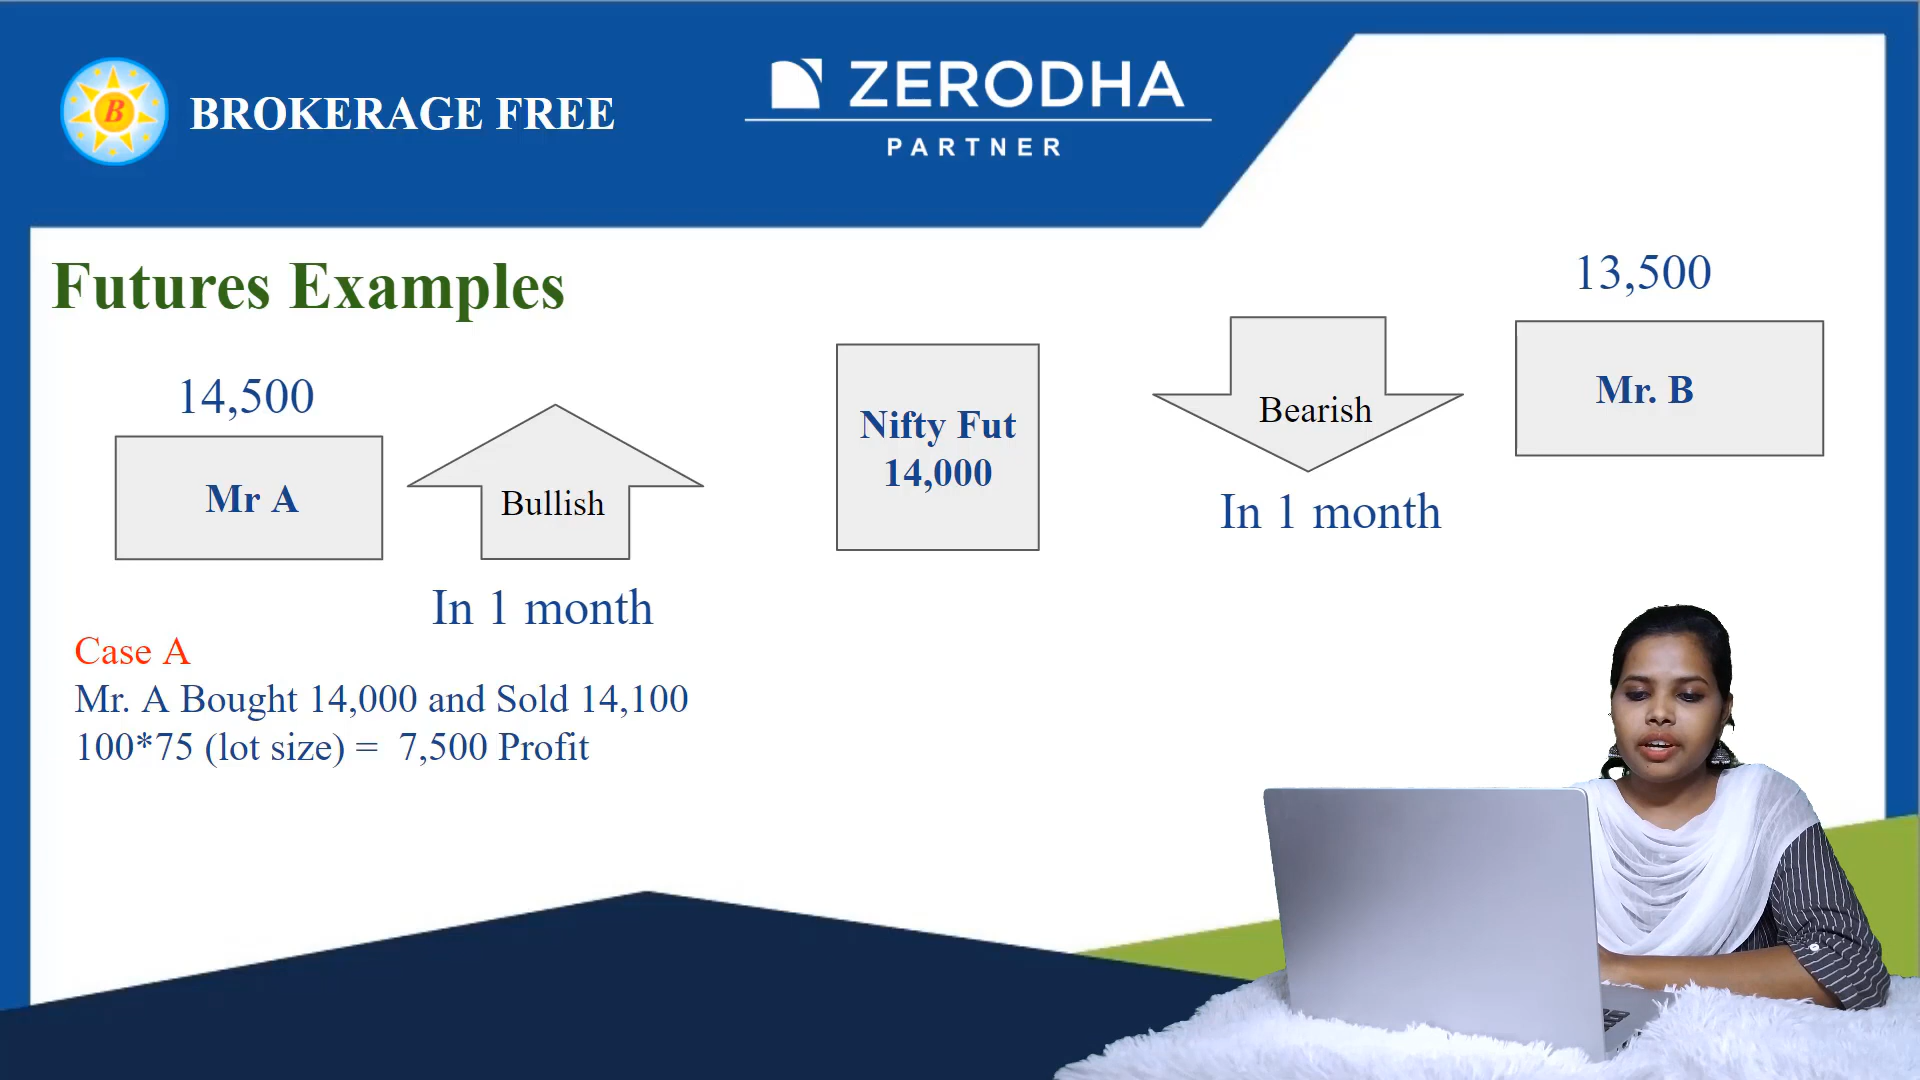 B
BROKERAGE FREE
ZERODHA
PARTNER
Futures Examples
14,500
Mr A
Bullish
In 1 month
Nifty Fut
14,000
Bearish
In 1 month
13,500
Mr. B
Case A
Mr. A Bought 14,000 and Sold 14,100
100*75 (lot size) =  7,500 Profit